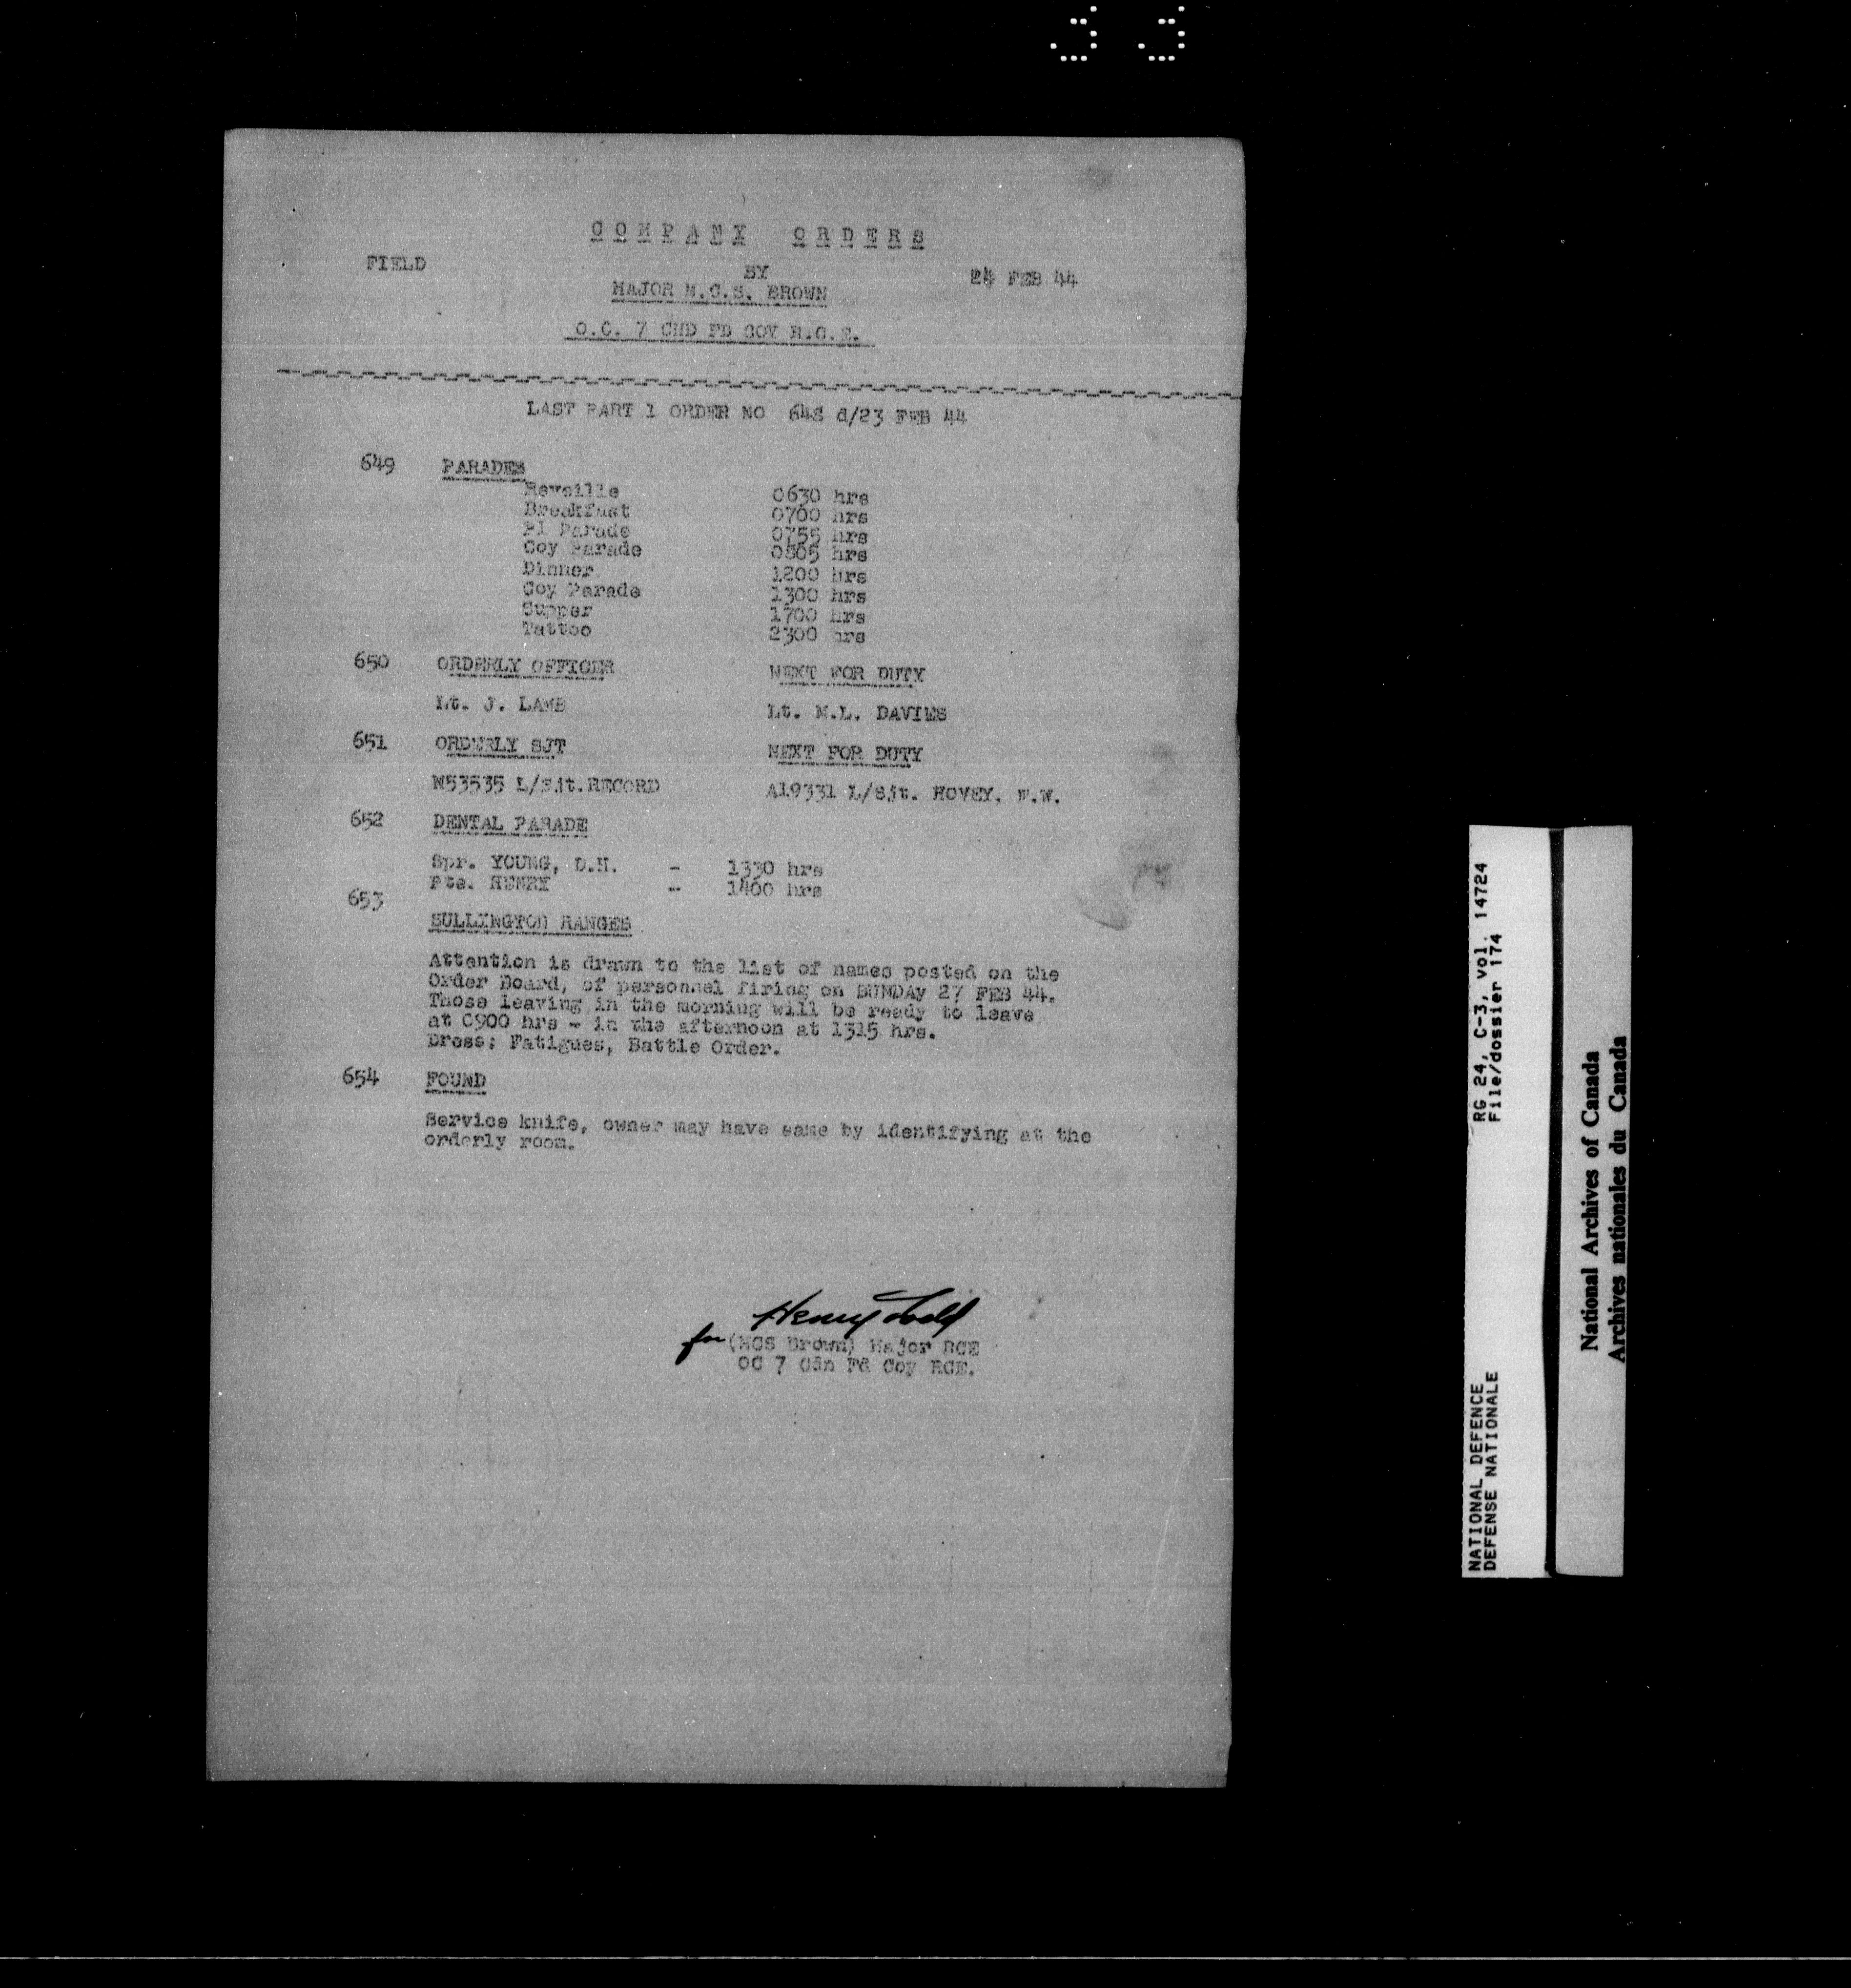 COMPANY ORDERS
FIELD
BY
24 FEB 44
MAJOR M.C.S. BROWN
O.C. 7 CND FD COY R.C.E.
LAST PART 1 ORDER NO 648 d/23 FEB 44
649 PARADES
Reveille 0630 hrs
Breakfast 0700 hrs
Pl Parade 0755 hrs
Coy Parade 0805 hrs
Dinner 1200 hrs
Coy Parade 1300 hrs
Supper 1700 hrs
Tattoo 2300 hrs
650 ORDERLY OFFICER NEXT FOR DUTY
Lt. J. LAMB Lt. M.L. DAVIES
651 ORDERLY SJT NEXT FOR DUTY
M53535 L/Sjt.RECORD A19331 L/Sjt. HOVEY, F.W.
652 DENTAL PARADE
Spr. YOUNG, D.H. - 1330 hrs
Pte. HENRY - 1400 hrs
653
SULLINGTON RANGES
Attention is drawn to the list of names posted on the
Order Board, of personnel firing on SUNDAY 27 FEB 44.
Those leaving in the morning will be ready to leave
at 0900 hrs - in the afternoon at 1315 hrs.
Dress: Fatigues, Battle Order.
654 FOUND
Service knife, owner may have same by identifying at the
orderly room.
Henry
for (MCS Brown) Major RCE
OC 7 Cdn Fd Coy RCE.
RG 24, C-3, vol. 14724
File/dossier 174
NATIONAL DEFENCE
DEFENSE NATIONALE
National Archives of Canada
Archives nationales du Canada